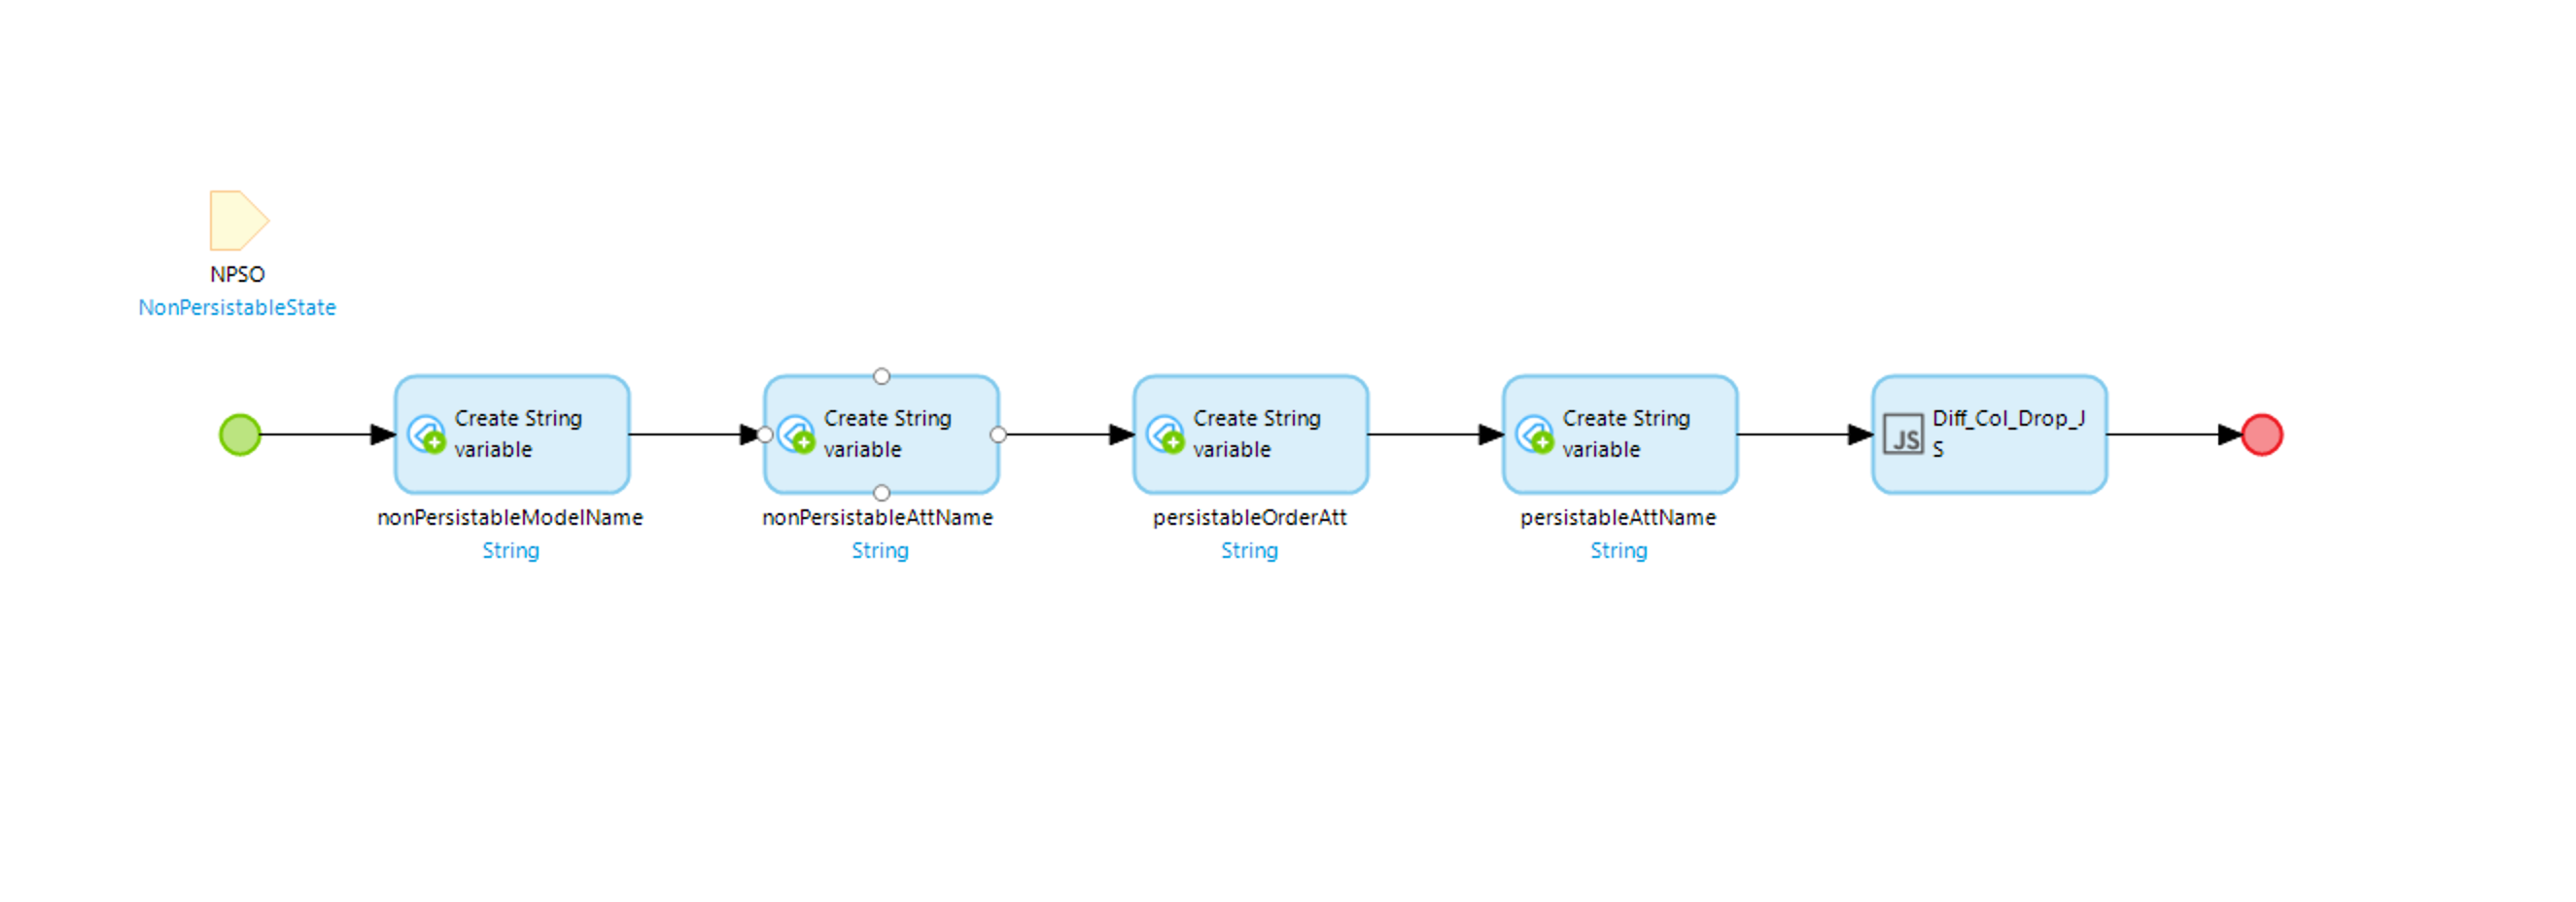 NPSO
NonPersistableState
Create String
variable
nonPersistableModelName
String
Create String
variable
nonPersistableAttName
String
Create String
variable
persistableOrderAtt
String
Create String
variable
persistableAttName
String
JS
Diff_Col_Drop_J
S